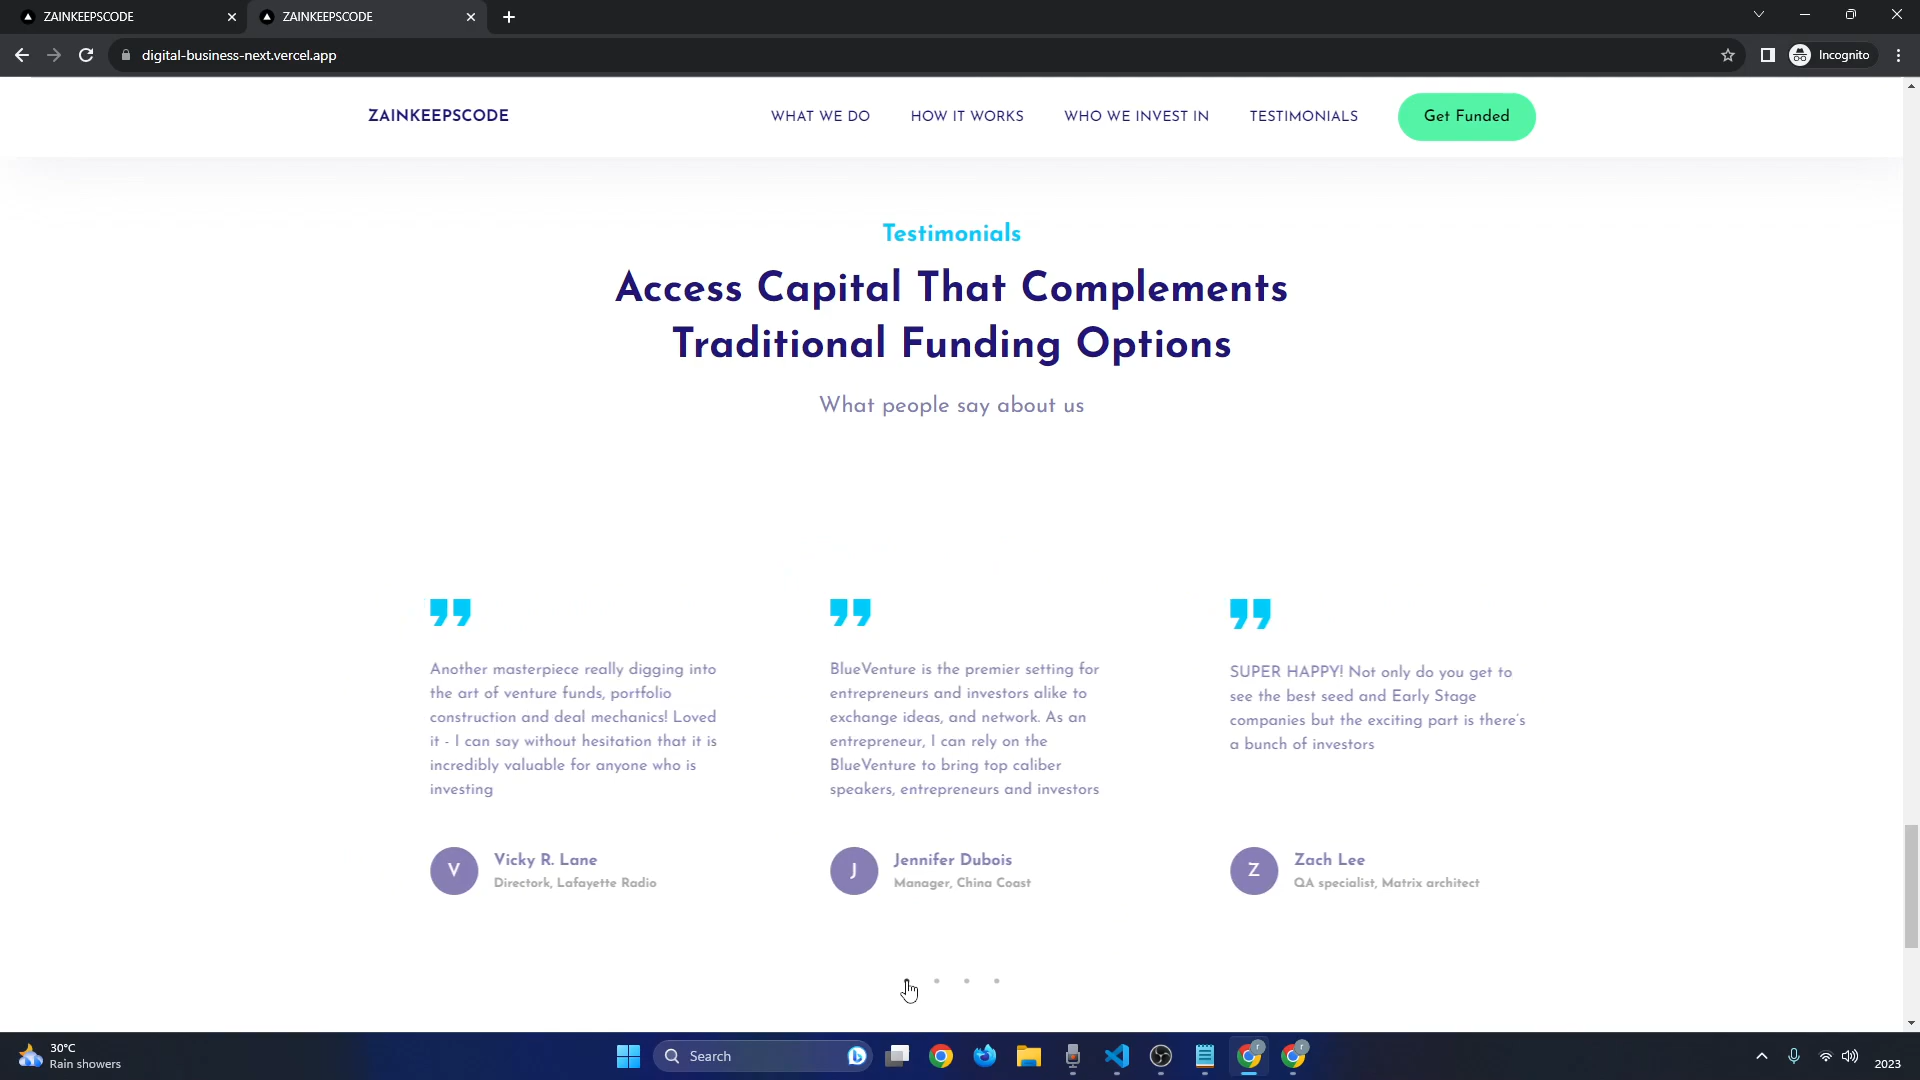 ZAINKEEPSCODE
ZAINKEEPSCODE
digital-business-next.vercel.app
Incognito
ZAINKEEPSCODE
WHAT WE DO
HOW IT WORKS
WHO WE INVEST IN
TESTIMONIALS
Get Funded
Testimonials
Access Capital That Complements
Traditional Funding Options
What people say about us
Another masterpiece really digging into
the art of venture funds, portfolio
construction and deal mechanics! Loved
it - I can say without hesitation that it is
incredibly valuable for anyone who is
investing
V
Vicky R. Lane
Directork, Lafayette Radio
BlueVenture is the premier setting for
entrepreneurs and investors alike to
exchange ideas, and network. As an
entrepreneur, I can rely on the
BlueVenture to bring top caliber
speakers, entrepreneurs and investors
J
Jennifer Dubois
Manager, China Coast
SUPER HAPPY! Not only do you get to
see the best seed and Early Stage
companies but the exciting part is there's
a bunch of investors
Z
Zach Lee
QA specialist, Matrix architect
30°C
Rain showers
Search
2023